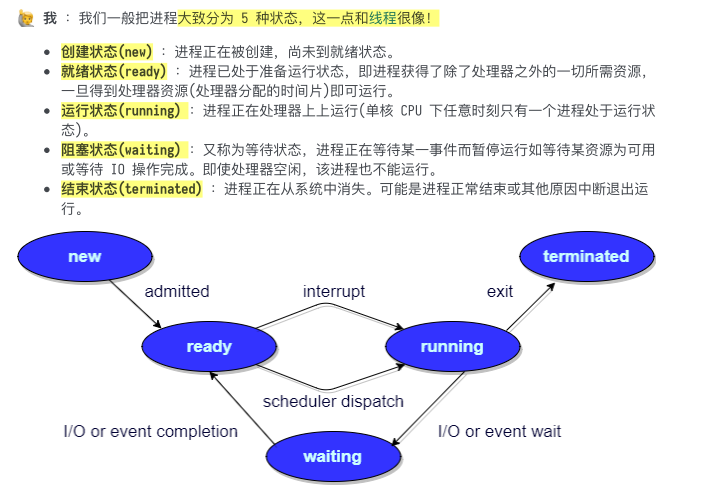 我 : 我们一般把进程大致分为 5 种状态，这一点和线程很像！
创建状态(new) : 进程正在被创建，尚未到就绪状态。
就绪状态(ready) : 进程已处于准备运行状态，即进程获得了除了处理器之外的一切所需资源，
一旦得到处理器资源(处理器分配的时间片)即可运行。
运行状态(running) : 进程正在处理器上上运行(单核 CPU 下任意时刻只有一个进程处于运行状
态)。
阻塞状态(waiting) : 又称为等待状态，进程正在等待某一事件而暂停运行如等待某资源为可用
或等待 IO 操作完成。即使处理器空闲，该进程也不能运行。
结束状态(terminated) : 进程正在从系统中消失。可能是进程正常结束或其他原因中断退出运
行。
new
terminated
admitted
interrupt
exit
ready
running
scheduler dispatch
I/O or event completion
I/O or event wait
waiting